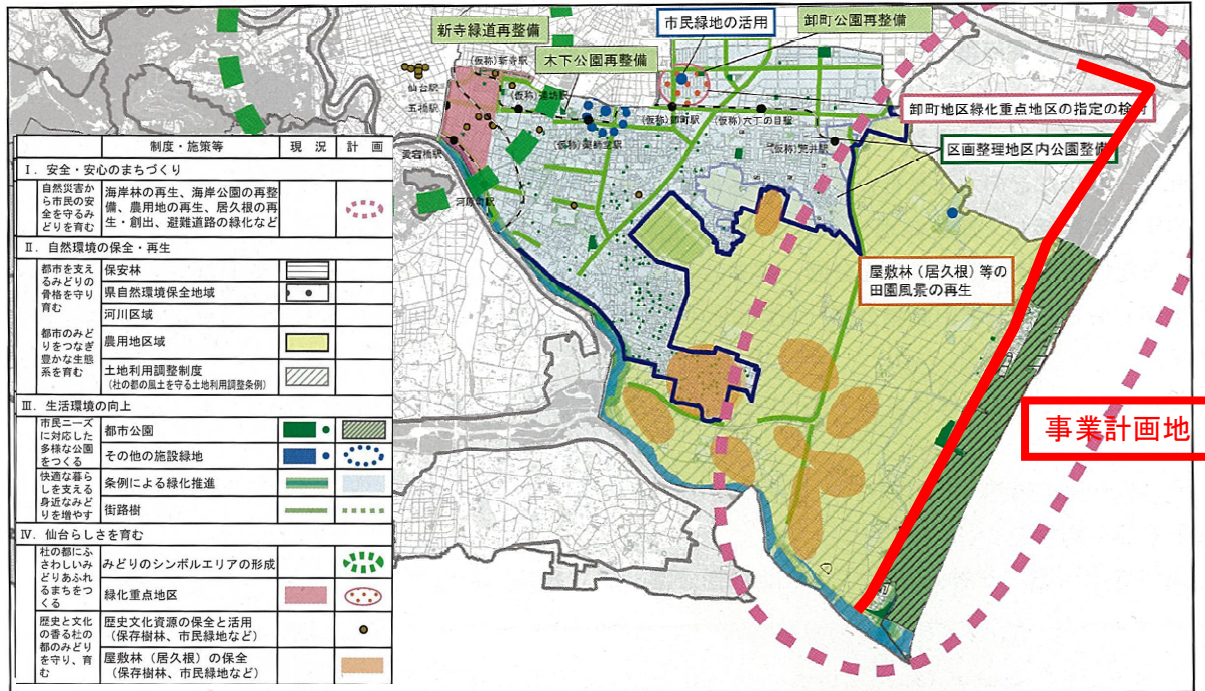 新寺緑道再整備
市民緑地の活用
卸町公園再整備
木下公園再整備
(仮称)新寺駅
仙台駅
五橋駅
愛宕橋駅
河原町駅
(仮称)薬師堂駅
(仮称)卸町駅
(仮称)六丁の目駅
(仮称)荒井駅
卸町地区緑化重点地区の指定の検討
区画整理地区内公園整備
屋敷林(居久根)等の
田園風景の再生
事業計画地
制度・施策等
現 況
計 画
Ⅰ. 安全・安心のまちづくり
自然災害か
ら市民の安
全を守るみ
どりを育む
海岸林の再生、海岸公園の再整
備、農用地の再生、居久根の再
生・創出、避難道路の緑化など
Ⅱ. 自然環境の保全・再生
都市を支え
るみどりの
骨格を守り
育む
都市のみど
りをつなぎ
豊かな生態
系を育む
保安林
県自然環境保全地域
河川区域
農用地区域
土地利用調整制度
(杜の都の風土を守る土地利用調整条例)
Ⅲ. 生活環境の向上
市民ニーズ
に対応した
多様な公園
をつくる
都市公園
その他の施設緑地
快適な暮ら
しを支える
身近なみど
りを増やす
条例による緑化推進
街路樹
Ⅳ. 仙台らしさを育む
杜の都にふ
さわしいみ
どりあふれ
るまちをつ
くる
みどりのシンボルエリアの形成
緑化重点地区
歴史と文化
の香る杜の
都のみどり
を守り、育
む
歴史文化資源の保全と活用
(保存樹林、市民緑地など)
屋敷林(居久根)の保全
(保存樹林、市民緑地など)